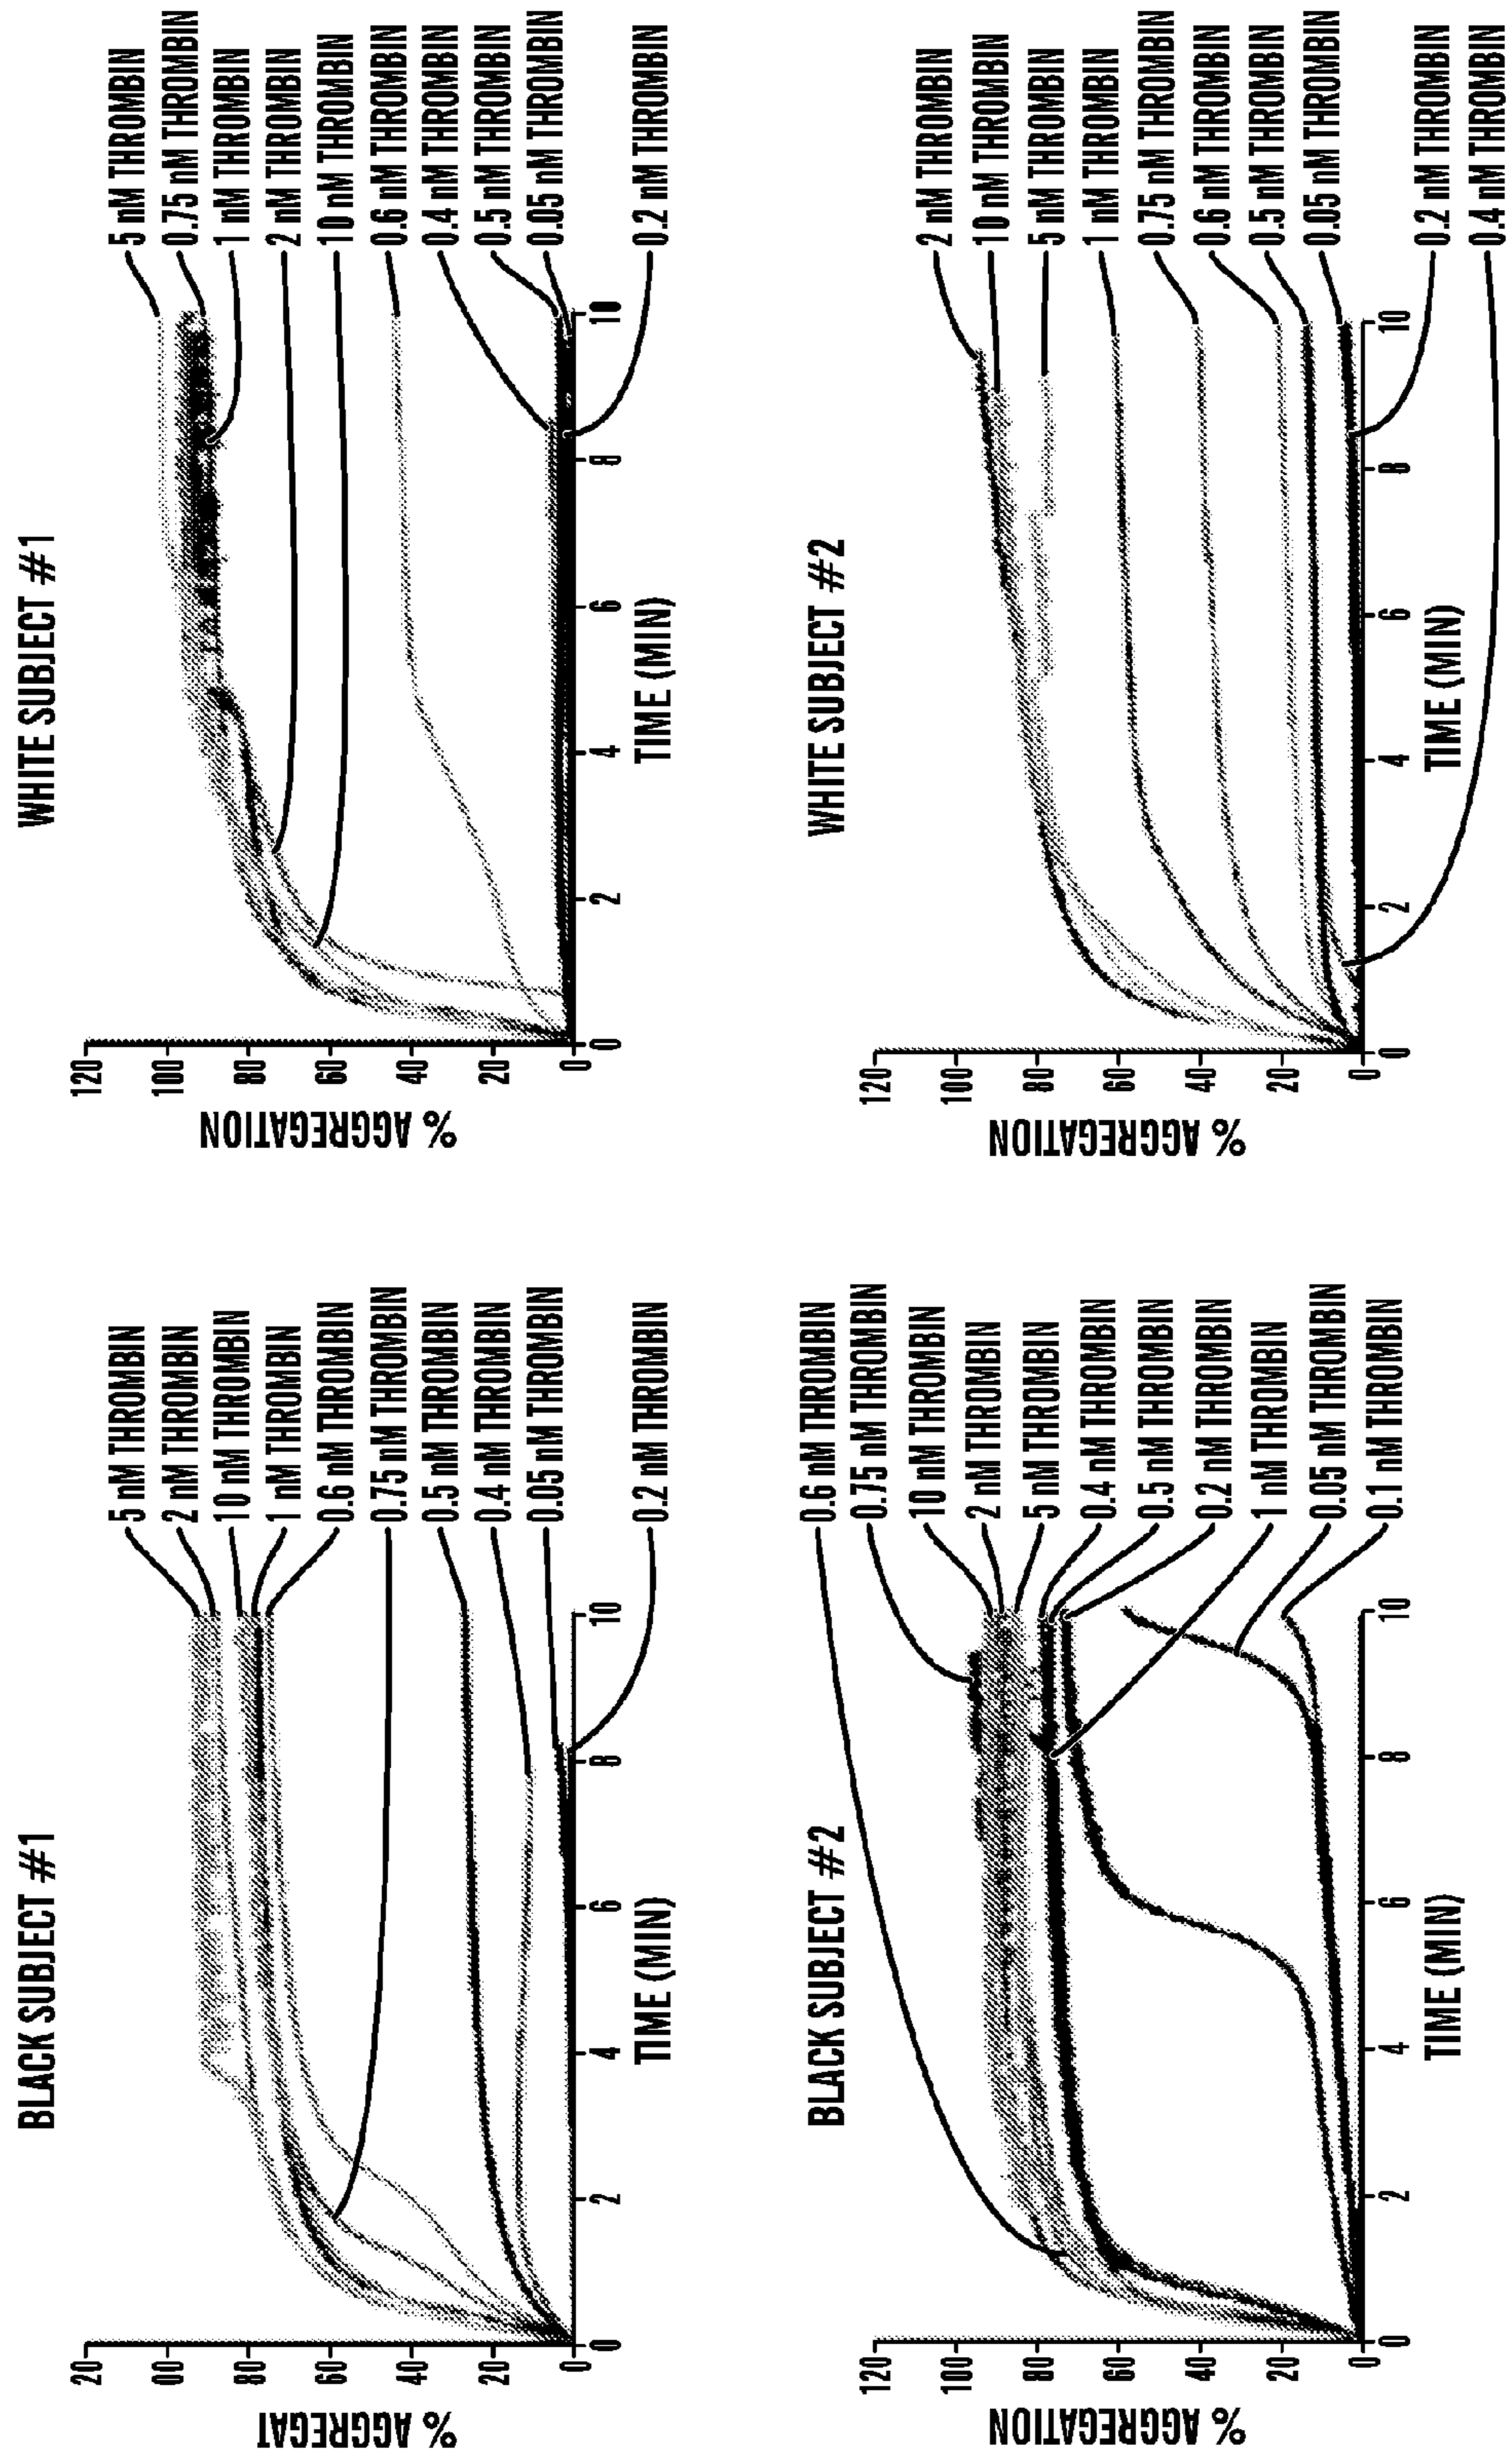 BLACK SUBJECT #1
% AGGREGAT
20
00
80
60
40
20
0
0
2
4
6
8
10
TIME (MIN)
5 nM THROMBIN
2 nM THROMBIN
10 nM THROMBIN
1 nM THROMBIN
0.6 nM THROMBIN
0.75 nM THROMBIN
0.5 nM THROMBIN
0.4 nM THROMBIN
0.05 nM THROMBIN
0.2 nM THROMBIN
WHITE SUBJECT #1
% AGGREGATION
120
100
80
60
40
20
0
0
2
4
6
8
10
TIME (MIN)
5 nM THROMBIN
0.75 nM THROMBIN
1 nM THROMBIN
2 nM THROMBIN
10 nM THROMBIN
0.6 nM THROMBIN
0.4 nM THROMBIN
0.5 nM THROMBIN
0.05 nM THROMBIN
0.2 nM THROMBIN
BLACK SUBJECT #2
% AGGREGATION
120
100
80
60
40
20
0
0
2
4
6
8
10
TIME (MIN)
0.6 nM THROMBIN
0.75 nM THROMBIN
10 nM THROMBIN
2 nM THROMBIN
5 nM THROMBIN
0.4 nM THROMBIN
0.5 nM THROMBIN
0.2 nM THROMBIN
1 nM THROMBIN
0.05 nM THROMBIN
0.1 nM THROMBIN
WHITE SUBJECT #2
% AGGREGATION
120
100
80
60
40
20
0
0
2
4
6
8
10
TIME (MIN)
2 nM THROMBIN
10 nM THROMBIN
5 nM THROMBIN
1 nM THROMBIN
0.75 nM THROMBIN
0.6 nM THROMBIN
0.5 nM THROMBIN
0.05 nM THROMBIN
0.2 nM THROMBIN
0.4 nM THROMBIN